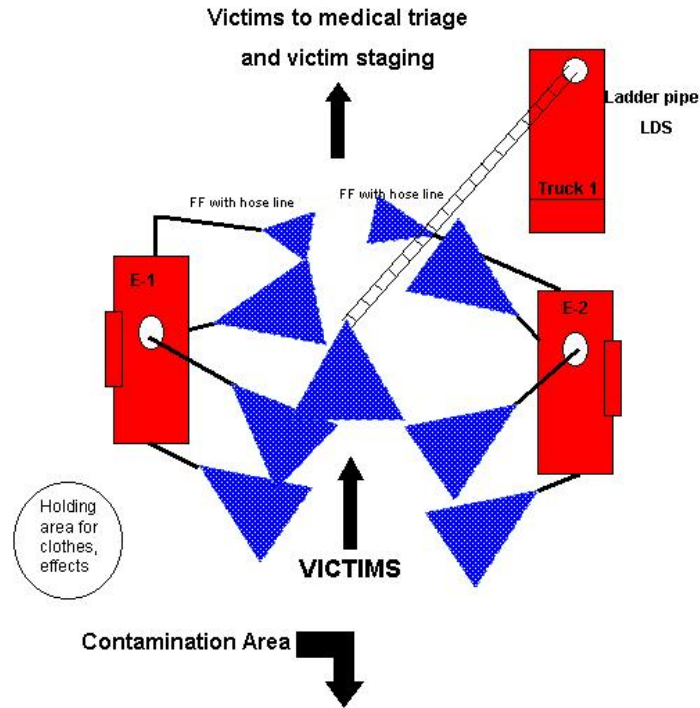 Victims to medical triage
and victim staging
Ladder pipe
LDS
Truck 1
FF with hose line
FF with hose line
E-1
E-2
Holding
area for
clothes,
effects
VICTIMS
Contamination Area